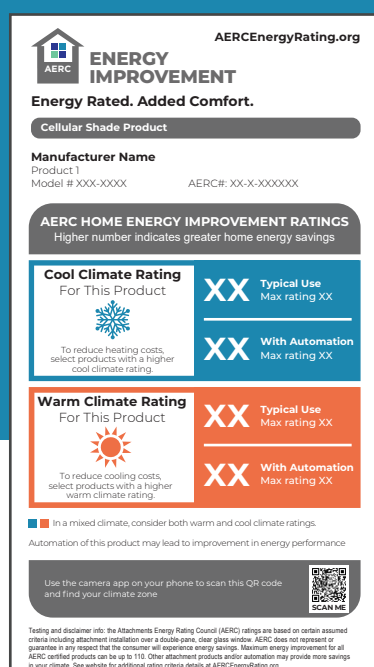 AERCEnergyRating.org
AERC
ENERGY
IMPROVEMENT
Energy Rated. Added Comfort.
Cellular Shade Product
Manufacturer Name
Product 1
Model # XXX-XXXX AERC#: XX-X-XXXXXX
AERC HOME ENERGY IMPROVEMENT RATINGS
Higher number indicates greater home energy savings
Cool Climate Rating
For This Product
To reduce heating costs,
select products with a higher
cool climate rating.
XX Typical Use
Max rating XX
XX With Automation
Max rating XX
Warm Climate Rating
For This Product
To reduce cooling costs,
select products with a higher
warm climate rating.
XX Typical Use
Max rating XX
XX With Automation
Max rating XX
In a mixed climate, consider both warm and cool climate ratings.
Automation of this product may lead to improvement in energy performance
Use the camera app on your phone to scan this QR code
and find your climate zone
SCAN ME
Testing and disclaimer info: the Attachments Energy Rating Council (AERC) ratings are based on certain assumed
criteria including attachment installation over a double-pane, clear glass window. AERC does not represent or
guarantee in any respect that the consumer will experience energy savings. Maximum energy improvement for all
AERC certified products can be up to 110. Other attachment products and/or automation may provide more savings
in your climate. See website for additional rating criteria details at AERCEnergyRating.org